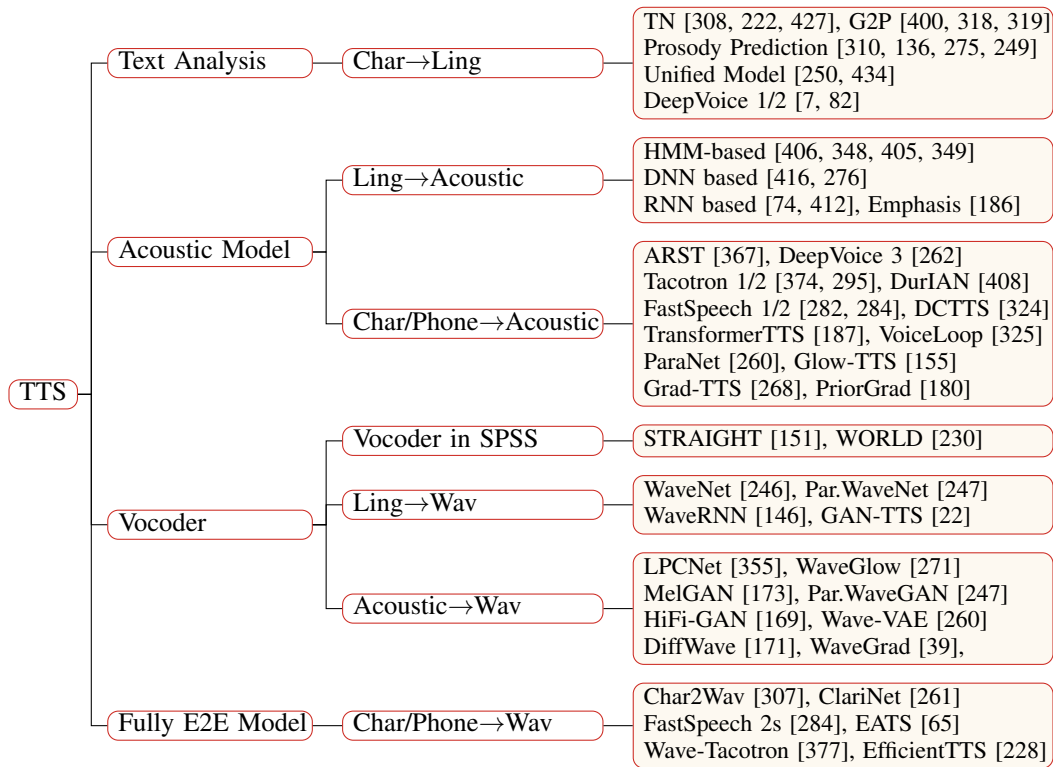 TTS
Text Analysis
Char→Ling
TN [308, 222, 427], G2P [400, 318, 319]
Prosody Prediction [310, 136, 275, 249]
Unified Model [250, 434]
DeepVoice 1/2 [7, 82]
Acoustic Model
Ling→Acoustic
HMM-based [406, 348, 405, 349]
DNN based [416, 276]
RNN based [74, 412], Emphasis [186]
Char/Phone→Acoustic
ARST [367], DeepVoice 3 [262]
Tacotron 1/2 [374, 295], DurIAN [408]
FastSpeech 1/2 [282, 284], DCTTS [324]
TransformerTTS [187], VoiceLoop [325]
ParaNet [260], Glow-TTS [155]
Grad-TTS [268], PriorGrad [180]
Vocoder
Vocoder in SPSS
STRAIGHT [151], WORLD [230]
Ling→Wav
WaveNet [246], Par.WaveNet [247]
WaveRNN [146], GAN-TTS [22]
Acoustic→Wav
LPCNet [355], WaveGlow [271]
MelGAN [173], Par.WaveGAN [247]
HiFi-GAN [169], Wave-VAE [260]
DiffWave [171], WaveGrad [39],
Fully E2E Model
Char/Phone→Wav
Char2Wav [307], ClariNet [261]
FastSpeech 2s [284], EATS [65]
Wave-Tacotron [377], EfficientTTS [228]